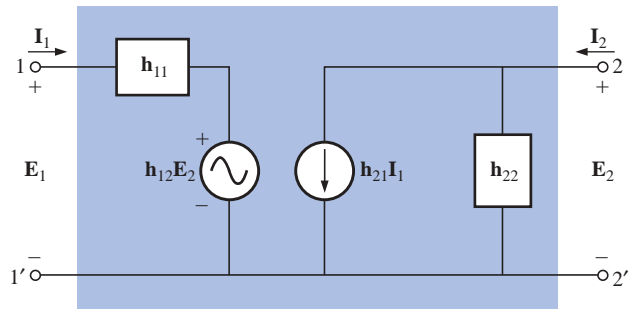 I₁
I₂
1
h₁₁
2
+
+
+
E₁
h₁₂E₂
h₂₁I₁
h₂₂
E₂
–
–
–
1′
2′